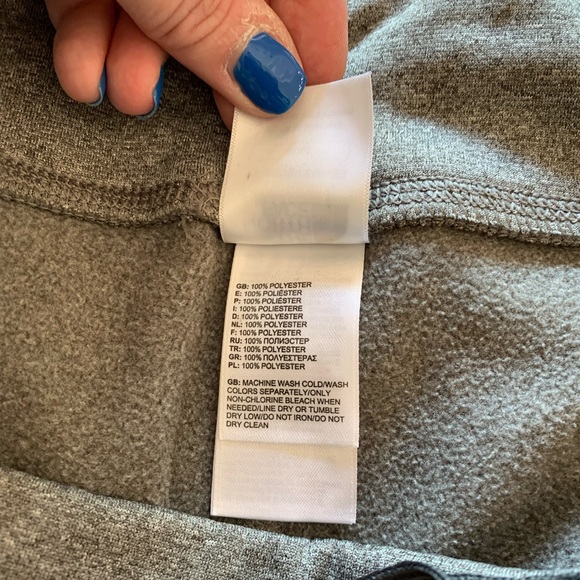 GB: 100% POLYESTER
E: 100% POLIÉSTER
P: 100% POLIÉSTER
I: 100% POLIESTERE
D: 100% POLYESTER
NL: 100% POLYESTER
F: 100% POLYESTER
RU: 100% ПОЛИЭСТЕР
TR: 100% POLYESTER
GR: 100% ΠΟΛΥΕΣΤΕΡΑΣ
PL: 100% POLYESTER
GB: MACHINE WASH COLD/WASH
COLORS SEPARATELY/ONLY
NON-CHLORINE BLEACH WHEN
NEEDED/LINE DRY OR TUMBLE
DRY LOW/DO NOT IRON/DO NOT
DRY CLEAN